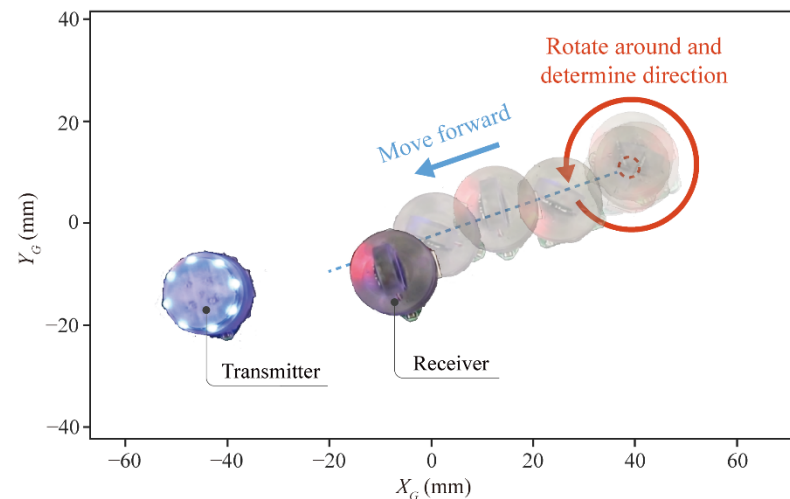 40
20
0
−20
−40
Y_G (mm)
Rotate around and
determine direction
Move forward
Transmitter
Receiver
−60
−40
−20
0
20
40
60
X_G (mm)